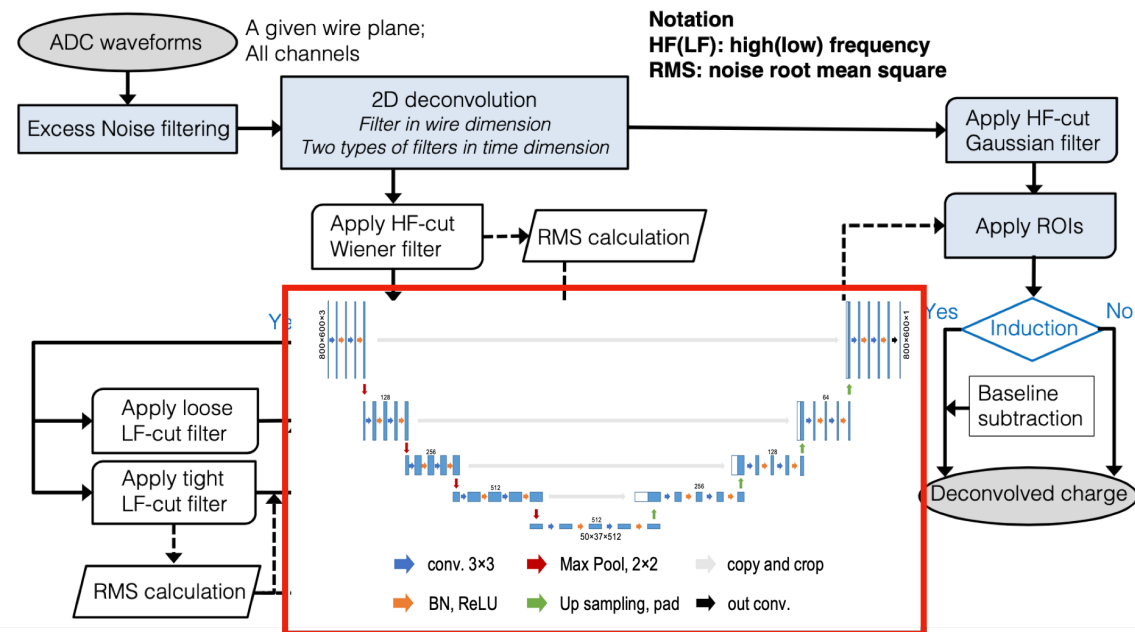 ADC waveforms
A given wire plane;
All channels
Notation
HF(LF): high(low) frequency
RMS: noise root mean square
Excess Noise filtering
2D deconvolution
Filter in wire dimension
Two types of filters in time dimension
Apply HF-cut
Gaussian filter
Apply HF-cut
Wiener filter
RMS calculation
Apply ROIs
Yes
No
Induction
Baseline
subtraction
Deconvolved charge
Apply loose
LF-cut filter
Apply tight
LF-cut filter
RMS calculation
800×600×3
128
256
512
512
50×37×512
256
128
64
800×600×1
conv. 3×3
Max Pool, 2×2
copy and crop
BN, ReLU
Up sampling, pad
out conv.